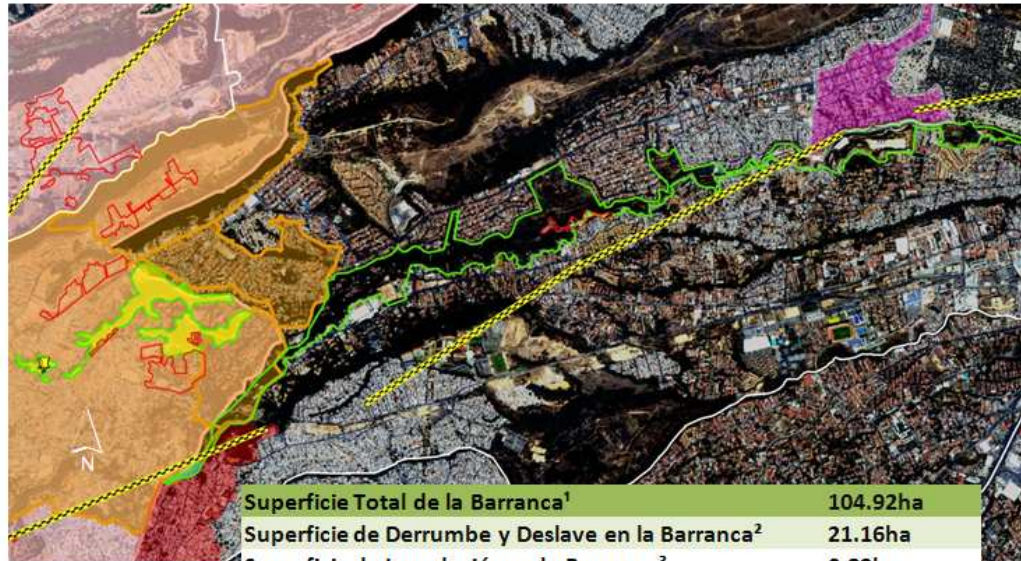 N
Superficie Total de la Barranca¹ 104.92ha
Superficie de Derrumbe y Deslave en la Barranca² 21.16ha